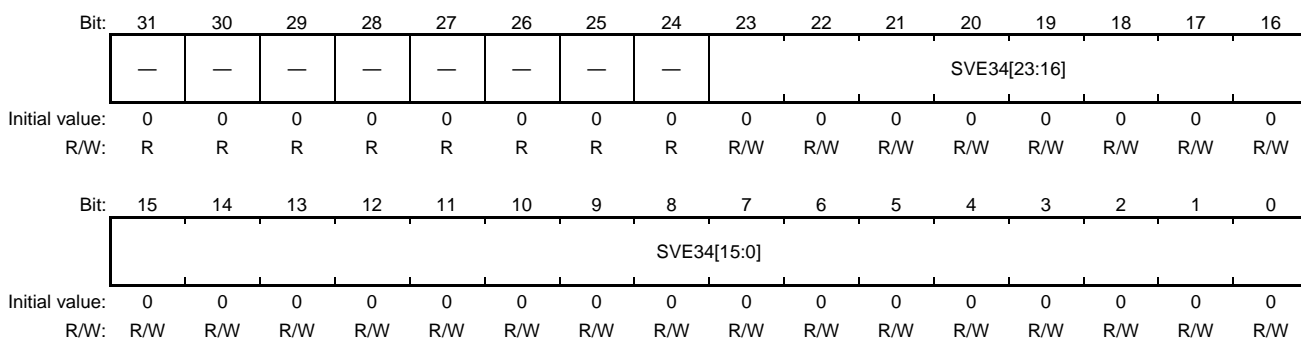 Bit: 31 30 29 28 27 26 25 24 23 22 21 20 19 18 17 16
— — — — — — — — SVE34[23:16]
Initial value: 0 0 0 0 0 0 0 0 0 0 0 0 0 0 0 0
R/W: R R R R R R R R R/W R/W R/W R/W R/W R/W R/W R/W
Bit: 15 14 13 12 11 10 9 8 7 6 5 4 3 2 1 0
SVE34[15:0]
Initial value: 0 0 0 0 0 0 0 0 0 0 0 0 0 0 0 0
R/W: R/W R/W R/W R/W R/W R/W R/W R/W R/W R/W R/W R/W R/W R/W R/W R/W